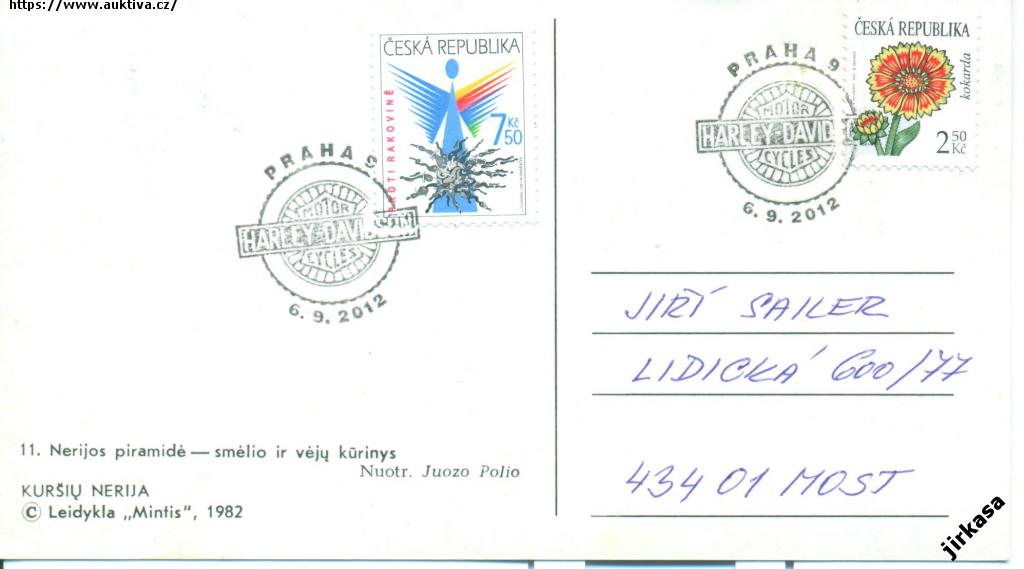 https://www.auktiva.cz/
ČESKÁ REPUBLIKA
7 50 Kč
PROTI RAKOVINĚ
PRAHA 9
MOTOR
HARLEY-DAVIDSON
CYCLES
6.9.2012
ČESKÁ REPUBLIKA
kokarda
2 50 Kč
PRAHA 9
MOTOR
HARLEY-DAVID
CYCLES
6.9.2012
JIŘÍ SAILER
LIDICKÁ 600/77
434 01 MOST
11. Nerijos piramidė — smėlio ir vėjų kūrinys
Nuotr. Juozo Polio
KURŠIŲ NERIJA
© Leidykla „Mintis", 1982
jirkasa